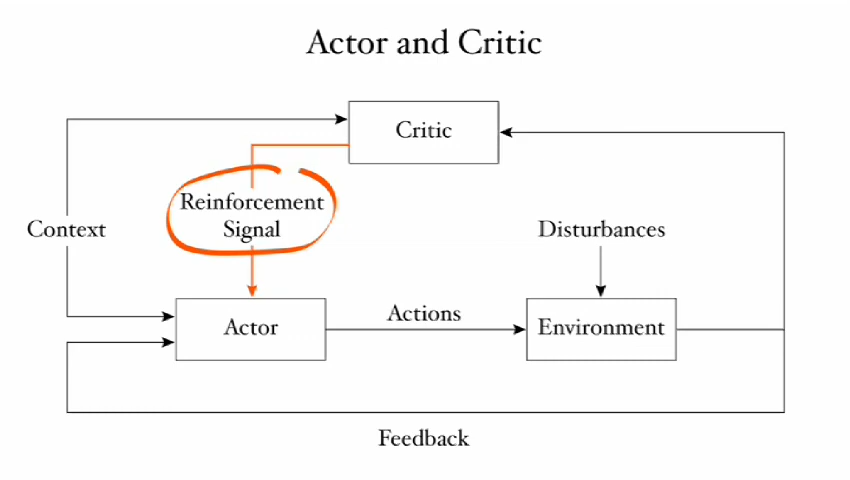 Actor and Critic
Critic
Reinforcement
Signal
Context
Disturbances
Actor
Actions
Environment
Feedback